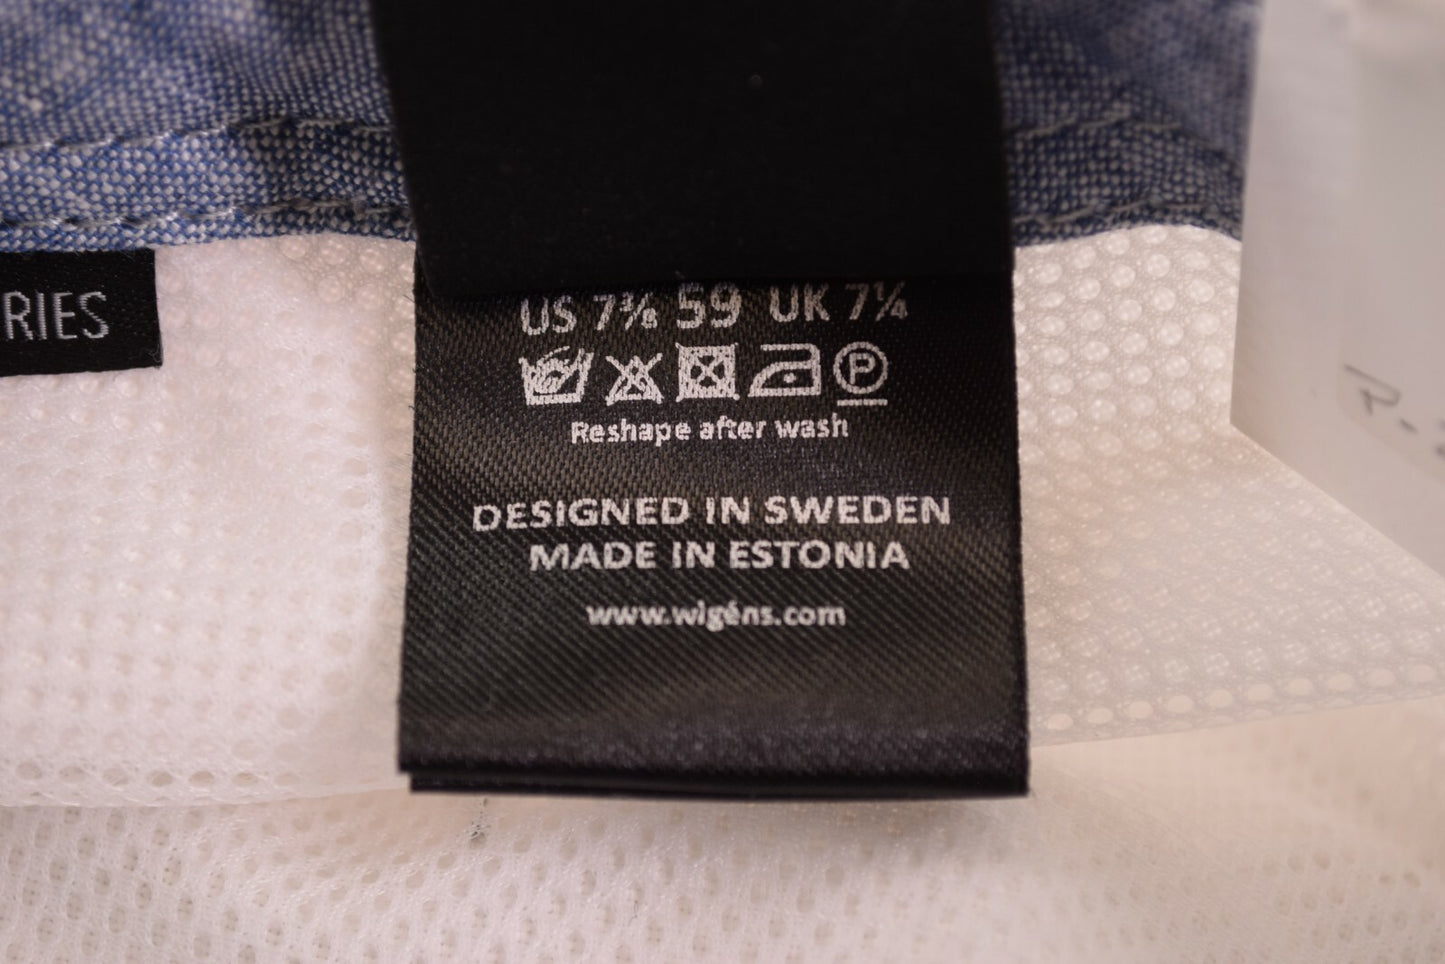 RIES
US 7⅜ 59 UK 7¼
P
Reshape after wash
DESIGNED IN SWEDEN
MADE IN ESTONIA
www.wigéns.com